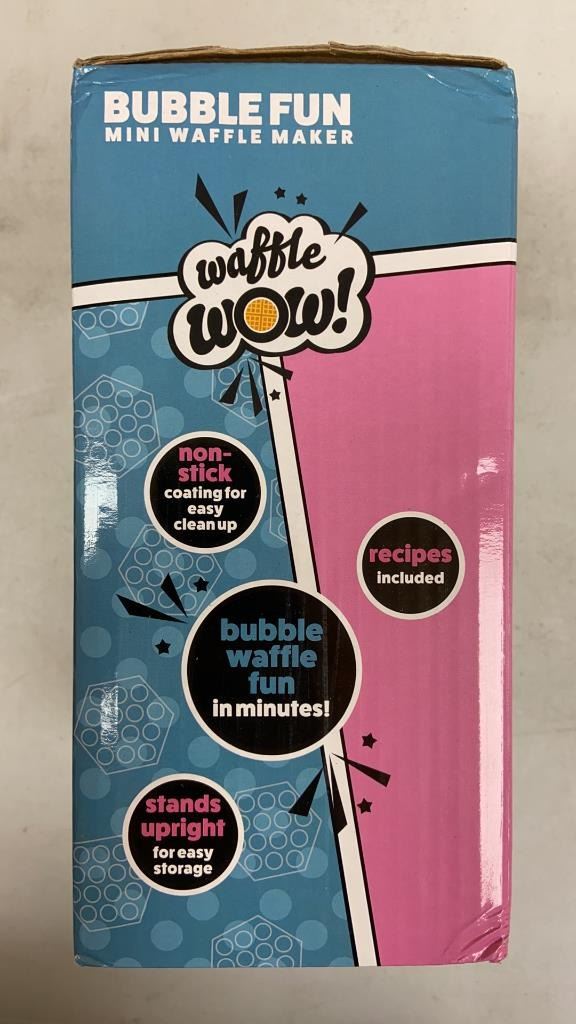 BUBBLE FUN
MINI WAFFLE MAKER
waffle
wow!
non-
stick
coating for
easy
clean up
recipes
included
bubble
waffle
fun
in minutes!
stands
upright
for easy
storage